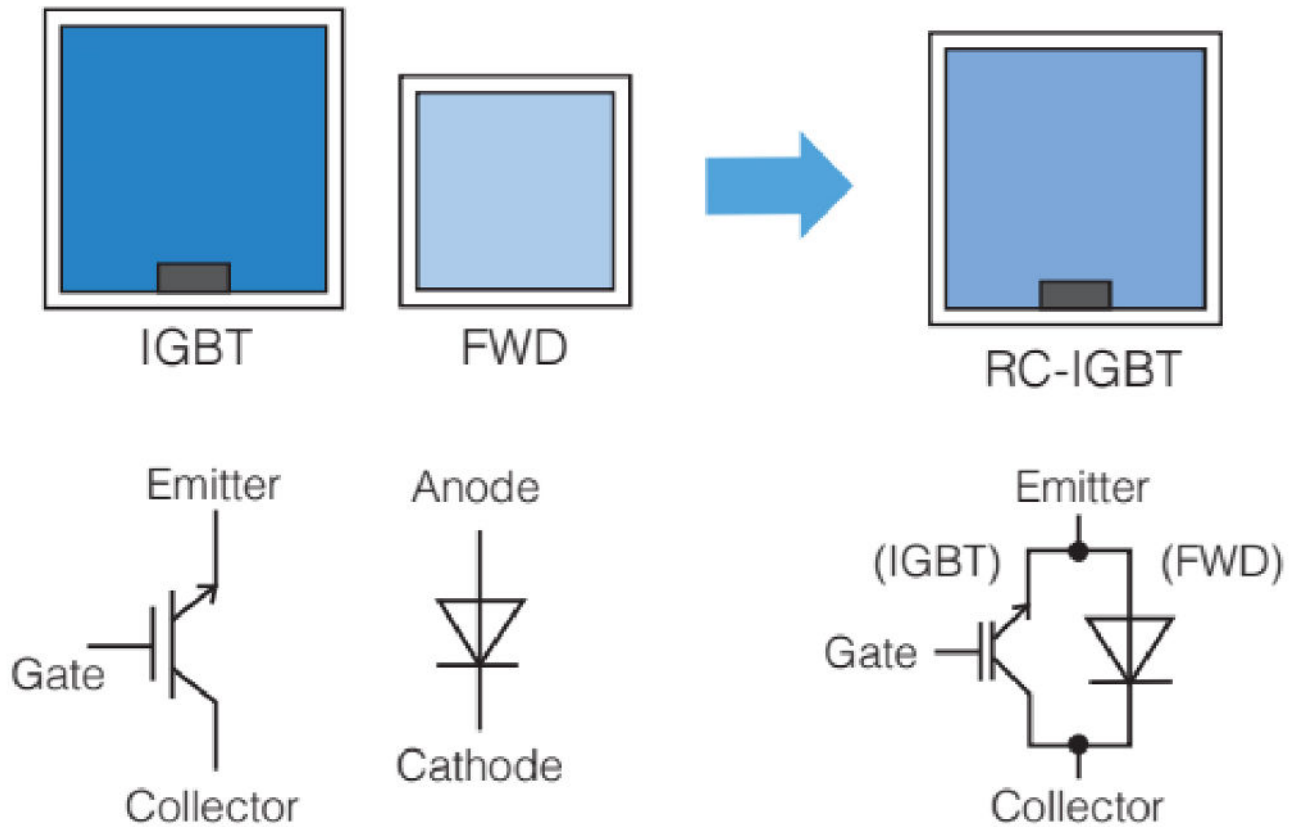 IGBT
FWD
RC-IGBT
Emitter
Gate
Collector
Anode
Cathode
Emitter
(IGBT)
(FWD)
Gate
Collector